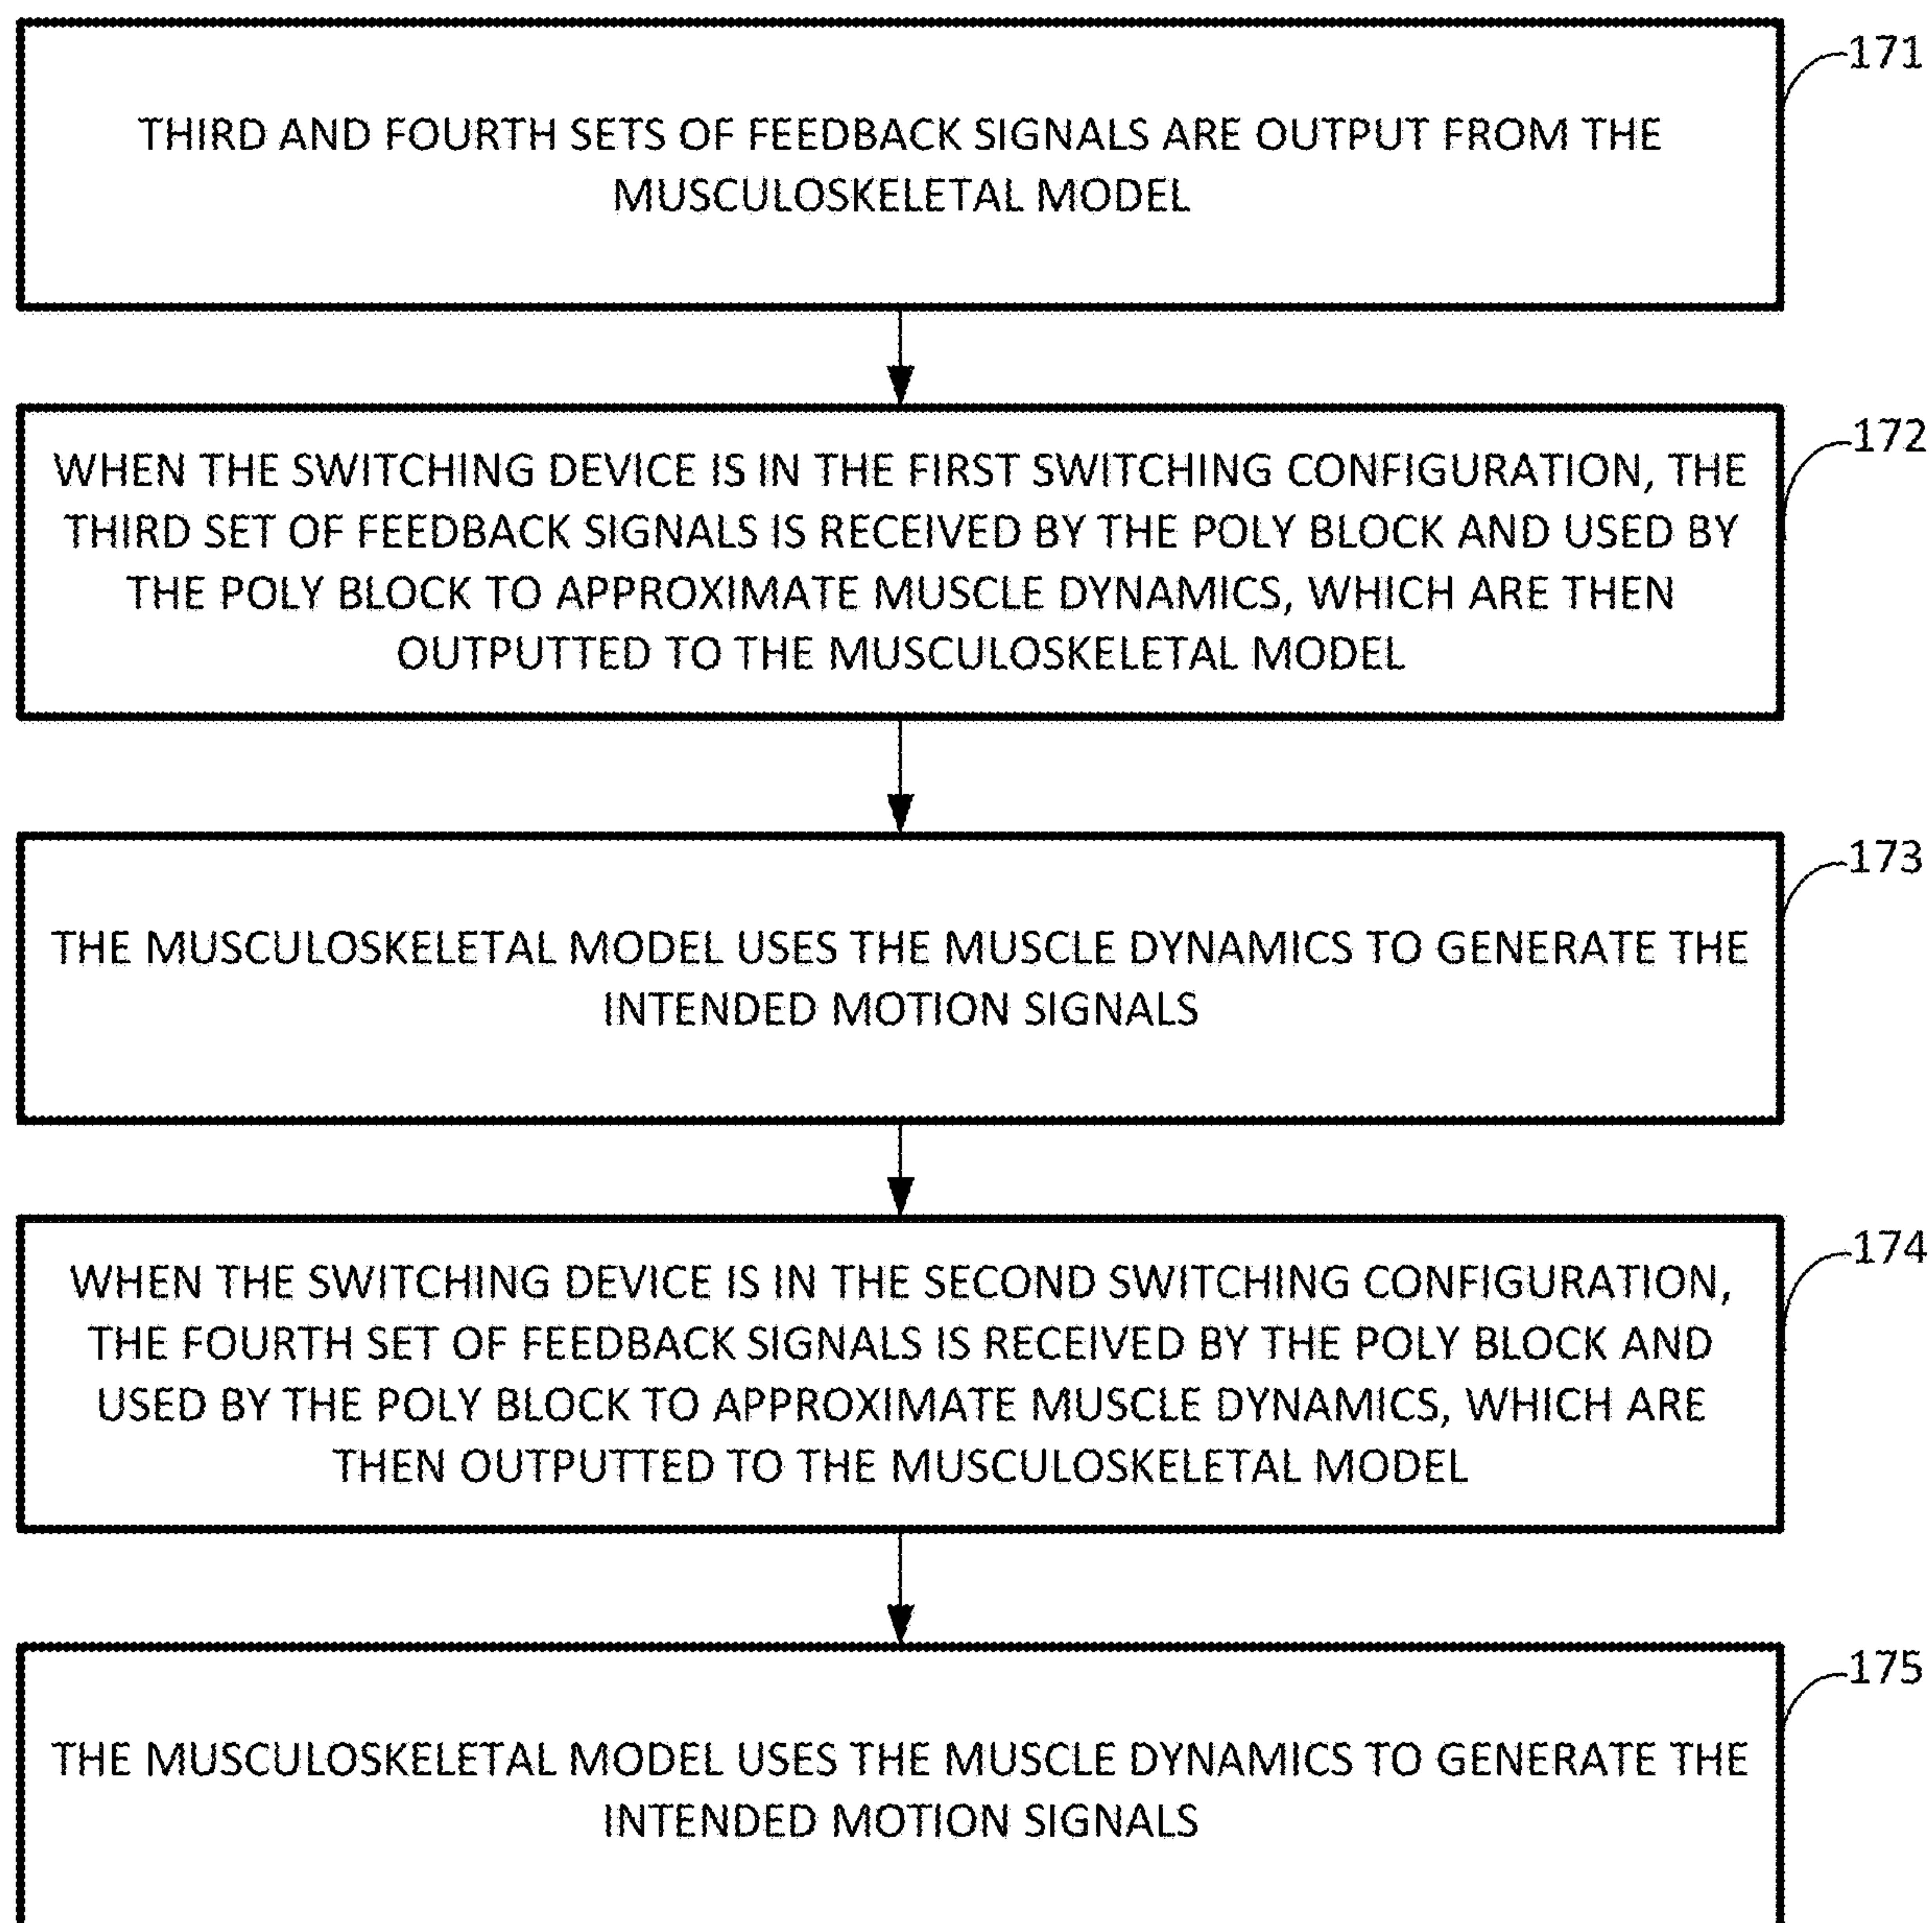 171
THIRD AND FOURTH SETS OF FEEDBACK SIGNALS ARE OUTPUT FROM THE
MUSCULOSKELETAL MODEL
172
WHEN THE SWITCHING DEVICE IS IN THE FIRST SWITCHING CONFIGURATION, THE
THIRD SET OF FEEDBACK SIGNALS IS RECEIVED BY THE POLY BLOCK AND USED BY
THE POLY BLOCK TO APPROXIMATE MUSCLE DYNAMICS, WHICH ARE THEN
OUTPUTTED TO THE MUSCULOSKELETAL MODEL
173
THE MUSCULOSKELETAL MODEL USES THE MUSCLE DYNAMICS TO GENERATE THE
INTENDED MOTION SIGNALS
174
WHEN THE SWITCHING DEVICE IS IN THE SECOND SWITCHING CONFIGURATION,
THE FOURTH SET OF FEEDBACK SIGNALS IS RECEIVED BY THE POLY BLOCK AND
USED BY THE POLY BLOCK TO APPROXIMATE MUSCLE DYNAMICS, WHICH ARE
THEN OUTPUTTED TO THE MUSCULOSKELETAL MODEL
175
THE MUSCULOSKELETAL MODEL USES THE MUSCLE DYNAMICS TO GENERATE THE
INTENDED MOTION SIGNALS